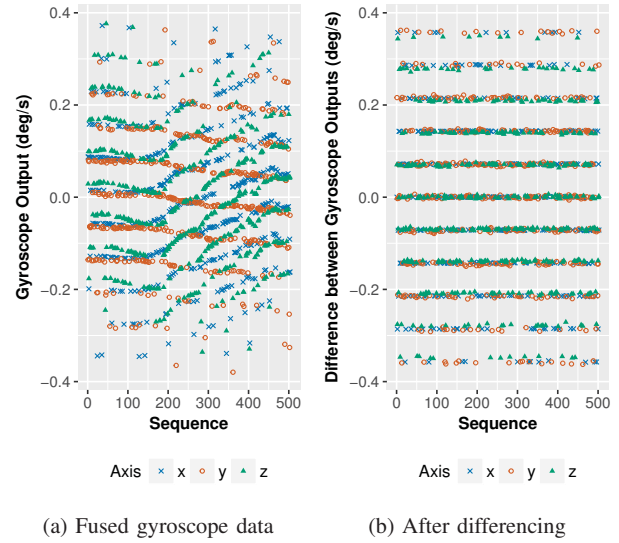 Gyroscope Output (deg/s)
0.4
0.2
0.0
−0.2
−0.4
0 100 200 300 400 500
Sequence
Axis x y z
(a) Fused gyroscope data
Difference between Gyroscope Outputs (deg/s)
0.4
0.2
0.0
−0.2
−0.4
0 100 200 300 400 500
Sequence
Axis x y z
(b) After differencing